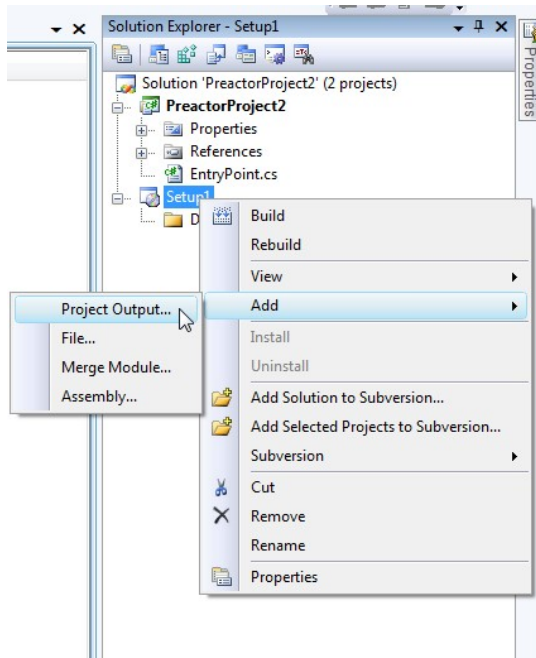 Solution Explorer - Setup1
Solution 'PreactorProject2' (2 projects)
PreactorProject2
Properties
References
EntryPoint.cs
Setup1
D
Build
Rebuild
View
Add
Install
Uninstall
Add Solution to Subversion...
Add Selected Projects to Subversion...
Subversion
Cut
Remove
Rename
Properties
Project Output...
File...
Merge Module...
Assembly...
Properties